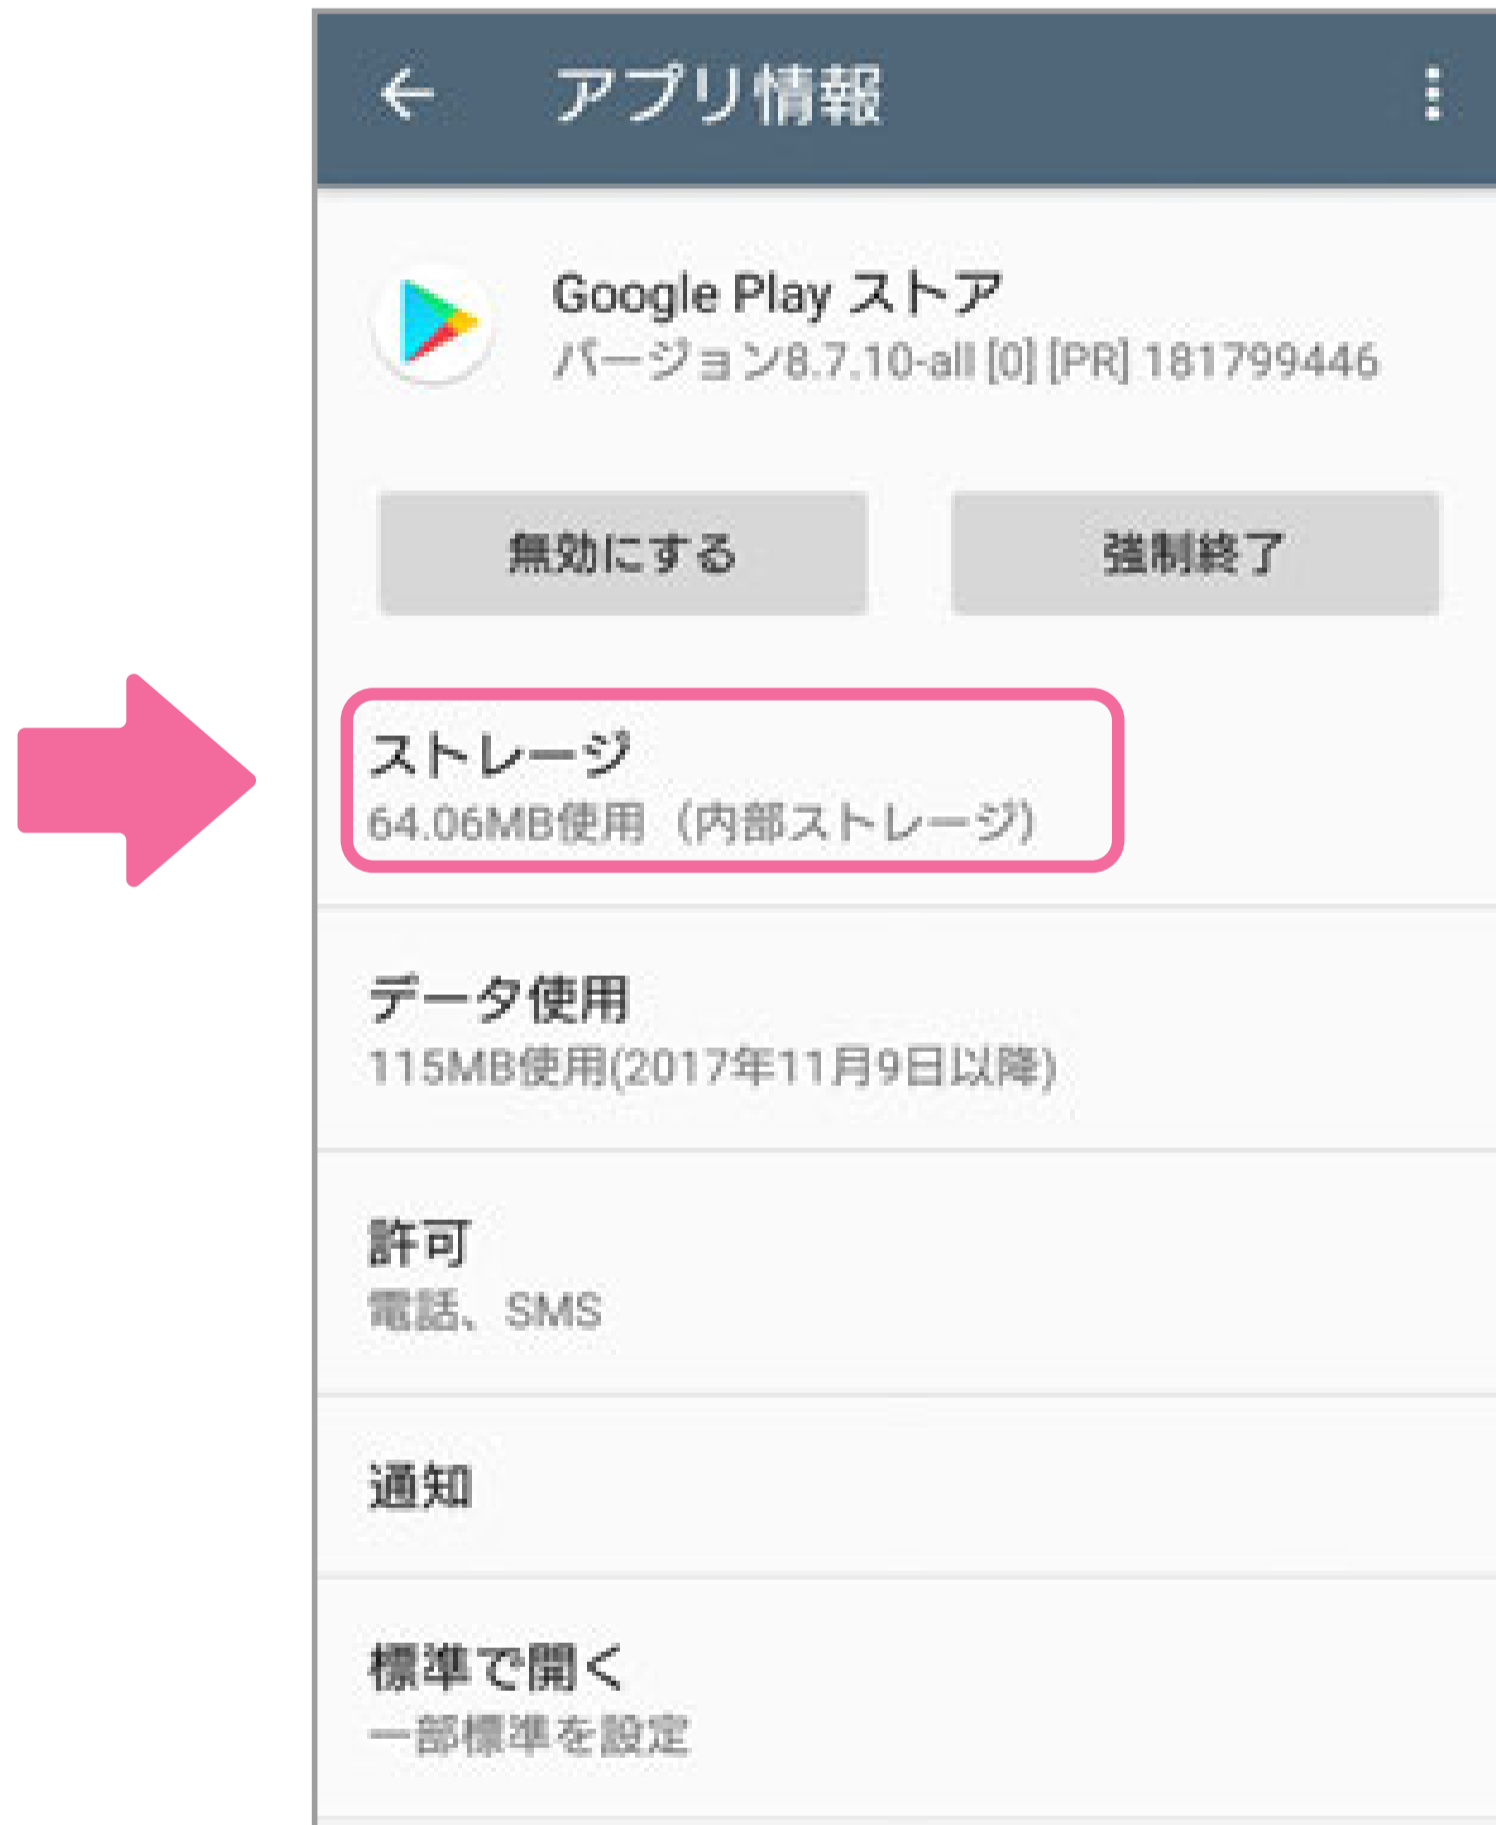 アプリ情報
Google Play ストア
バージョン8.7.10-all [0] [PR] 181799446
無効にする
強制終了
ストレージ
64.06MB使用（内部ストレージ）
データ使用
115MB使用(2017年11月9日以降)
許可
電話、SMS
通知
標準で開く
一部標準を設定